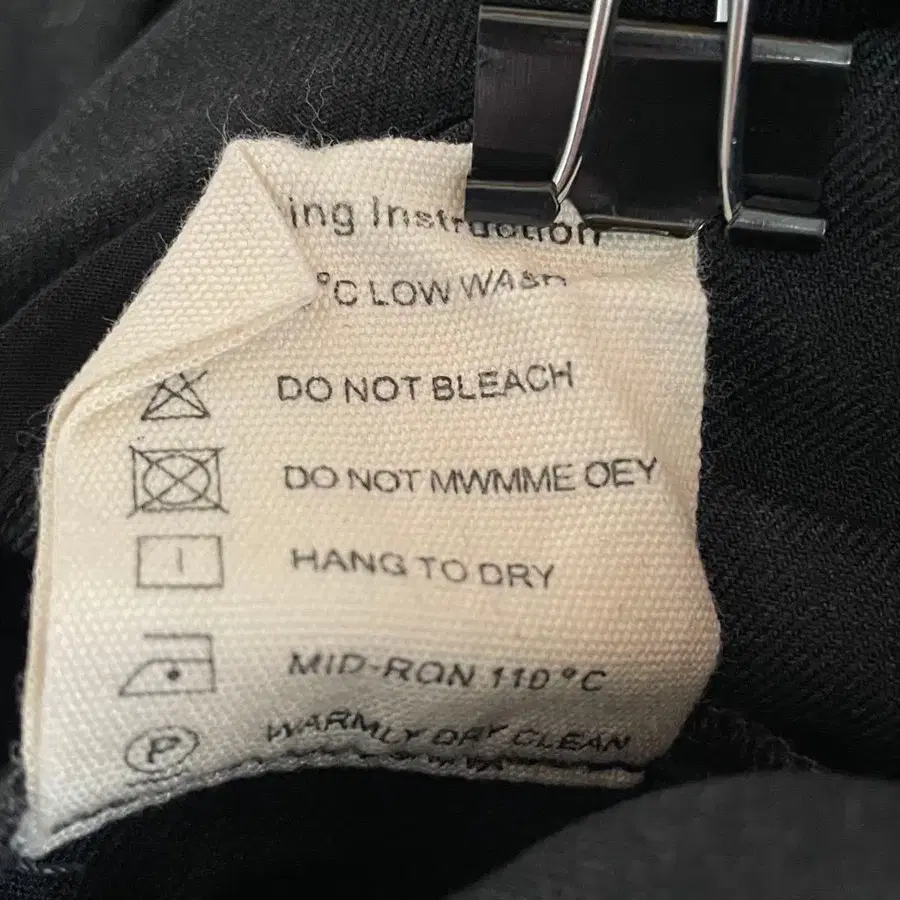 ing Instruction
°C LOW WASH
DO NOT BLEACH
DO NOT MWMME OEY
HANG TO DRY
MID-RON 110°C
P WARMLY DRY CLEAN